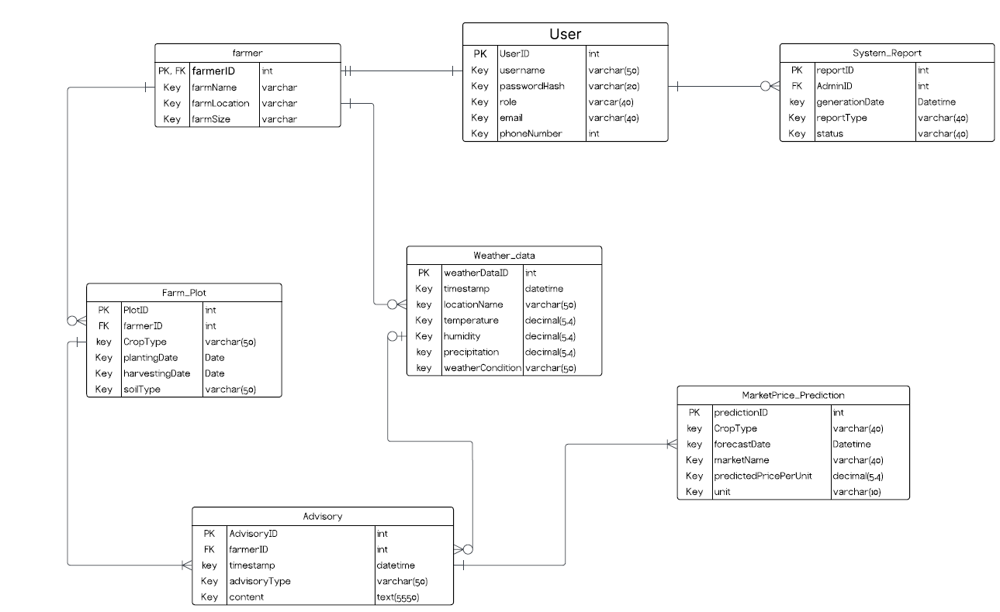 User
PK UserID int
Key username varchar(50)
Key passwordHash varchar(20)
Key role varcar(40)
Key email varchar(40)
Key phoneNumber int
farmer
PK, FK farmerID int
Key farmName varchar
Key farmLocation varchar
Key farmSize varchar
System_Report
PK reportID int
FK AdminID int
key generationDate Datetime
Key reportType varchar(40)
Key status varchar(40)
Weather_data
PK weatherDataID int
Key timestamp datetime
key locationName varchar(50)
Key temperature decimal(5,4)
Key humidity decimal(5,4)
key precipitation decimal(5,4)
key weatherCondition varchar(50)
Farm_Plot
PK PlotID int
FK farmerID int
key CropType varchar(50)
Key plantingDate Date
Key harvestingDate Date
Key soilType varchar(50)
MarketPrice_Prediction
PK predictionID int
key CropType varchar(40)
key forecastDate Datetime
Key marketName varchar(40)
Key predictedPricePerUnit decimal(5,4)
Key unit varchar(10)
Advisory
PK AdvisoryID int
FK farmerID int
key timestamp datetime
Key advisoryType varchar(50)
Key content text(5550)